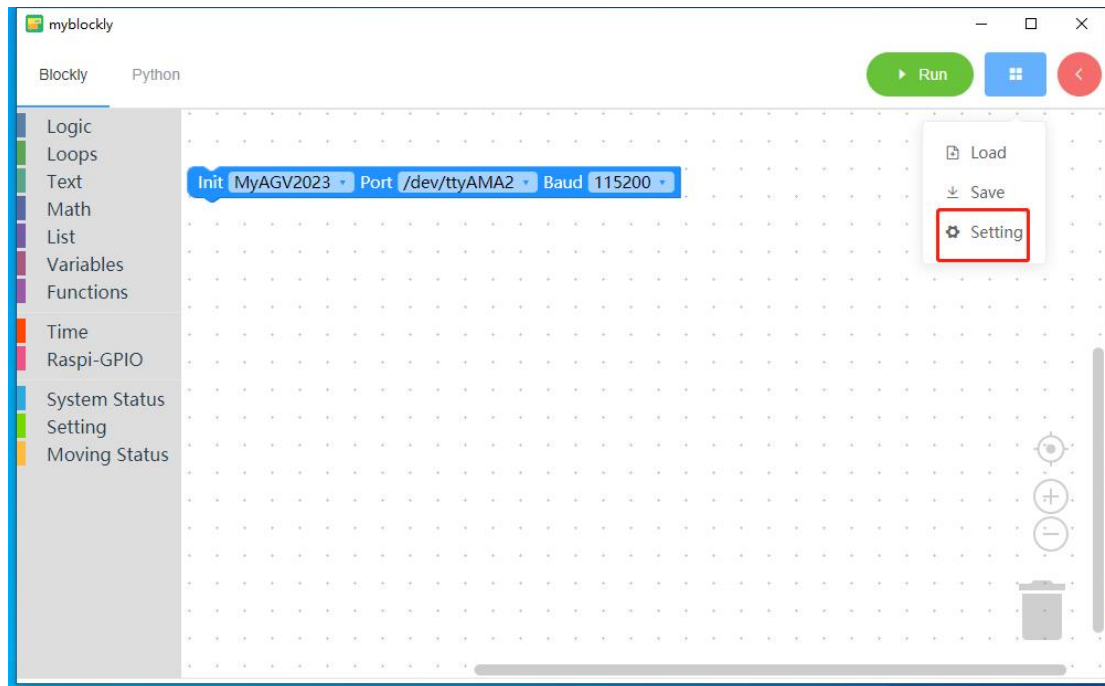 myblockly
Blockly Python
Run
Logic
Loops
Text
Math
List
Variables
Functions
Time
Raspi-GPIO
System Status
Setting
Moving Status
Init MyAGV2023 Port /dev/ttyAMA2 Baud 115200
Load
Save
Setting